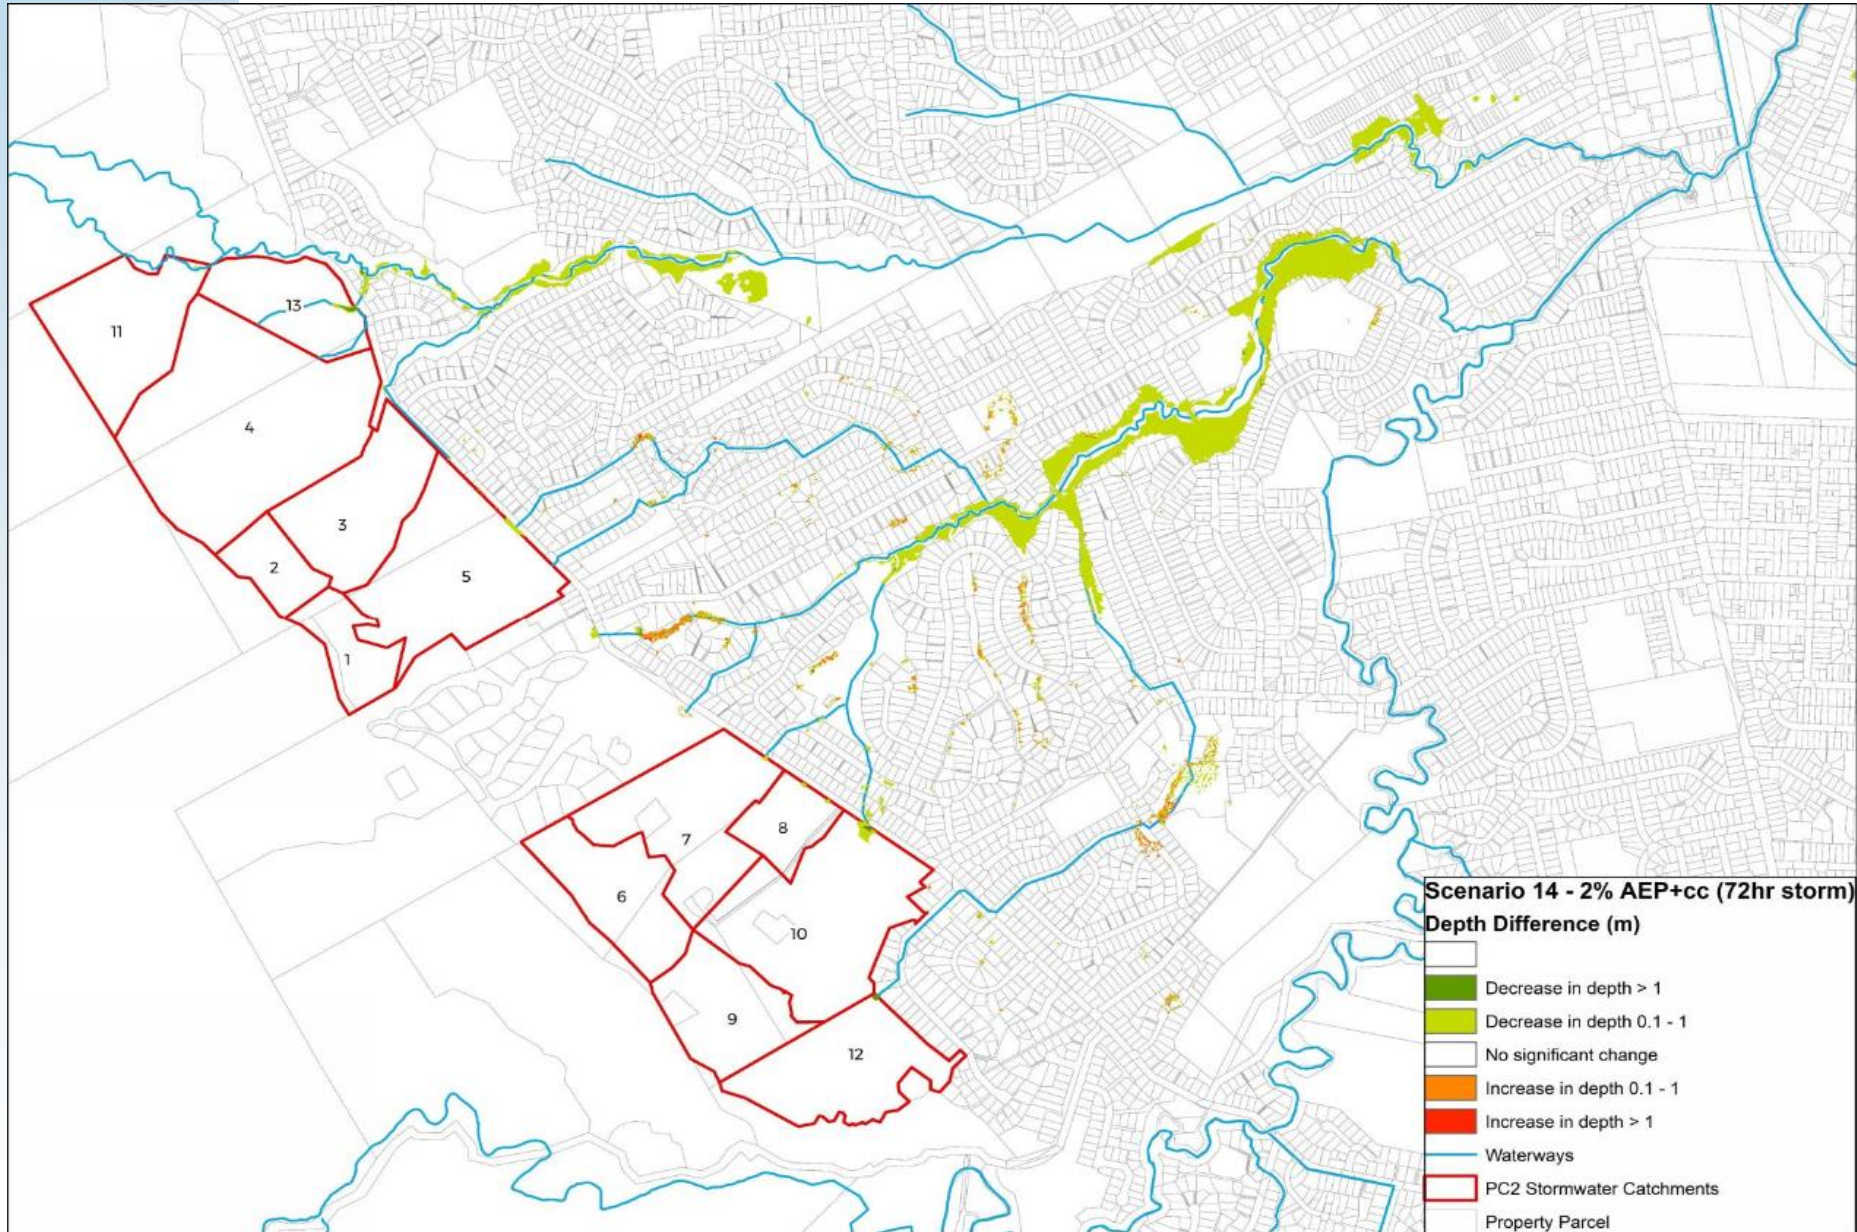 13
11
4
3
2
5
1
8
7
6
10
9
12
Scenario 14 - 2% AEP+cc (72hr storm)
Depth Difference (m)
Decrease in depth > 1
Decrease in depth 0.1 - 1
No significant change
Increase in depth 0.1 - 1
Increase in depth > 1
Waterways
PC2 Stormwater Catchments
Property Parcel